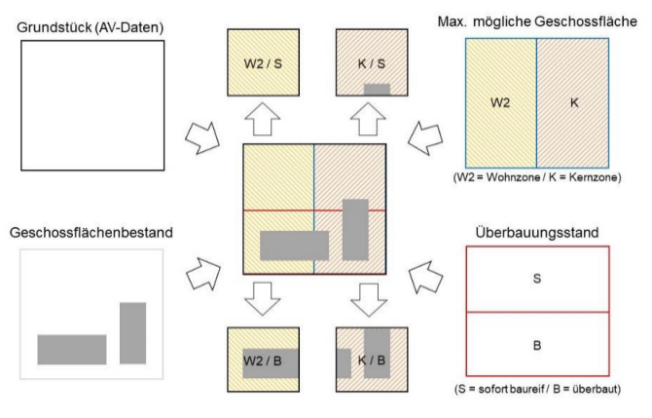 Grundstück (AV-Daten)
Max. mögliche Geschossfläche
W2 / S
K / S
W2
K
(W2 = Wohnzone / K = Kernzone)
Geschossflächenbestand
Überbauungsstand
S
B
W2 / B
K / B
(S = sofort baureif / B = überbaut)